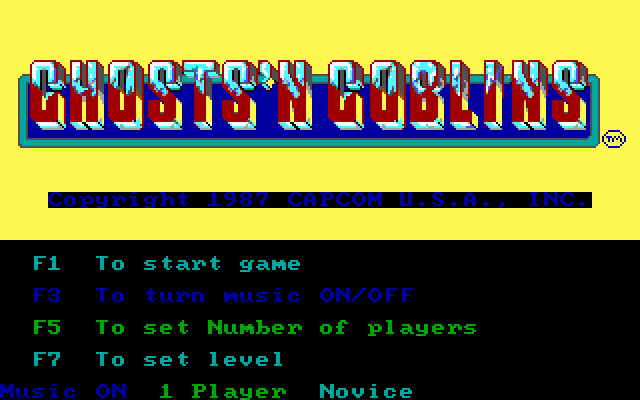 GHOSTS'N GOBLINS
TM
Copyright 1987 CAPCOM U.S.A., INC.
F1 To start game
F3 To turn music ON/OFF
F5 To set Number of players
F7 To set level
Music ON 1 Player Novice